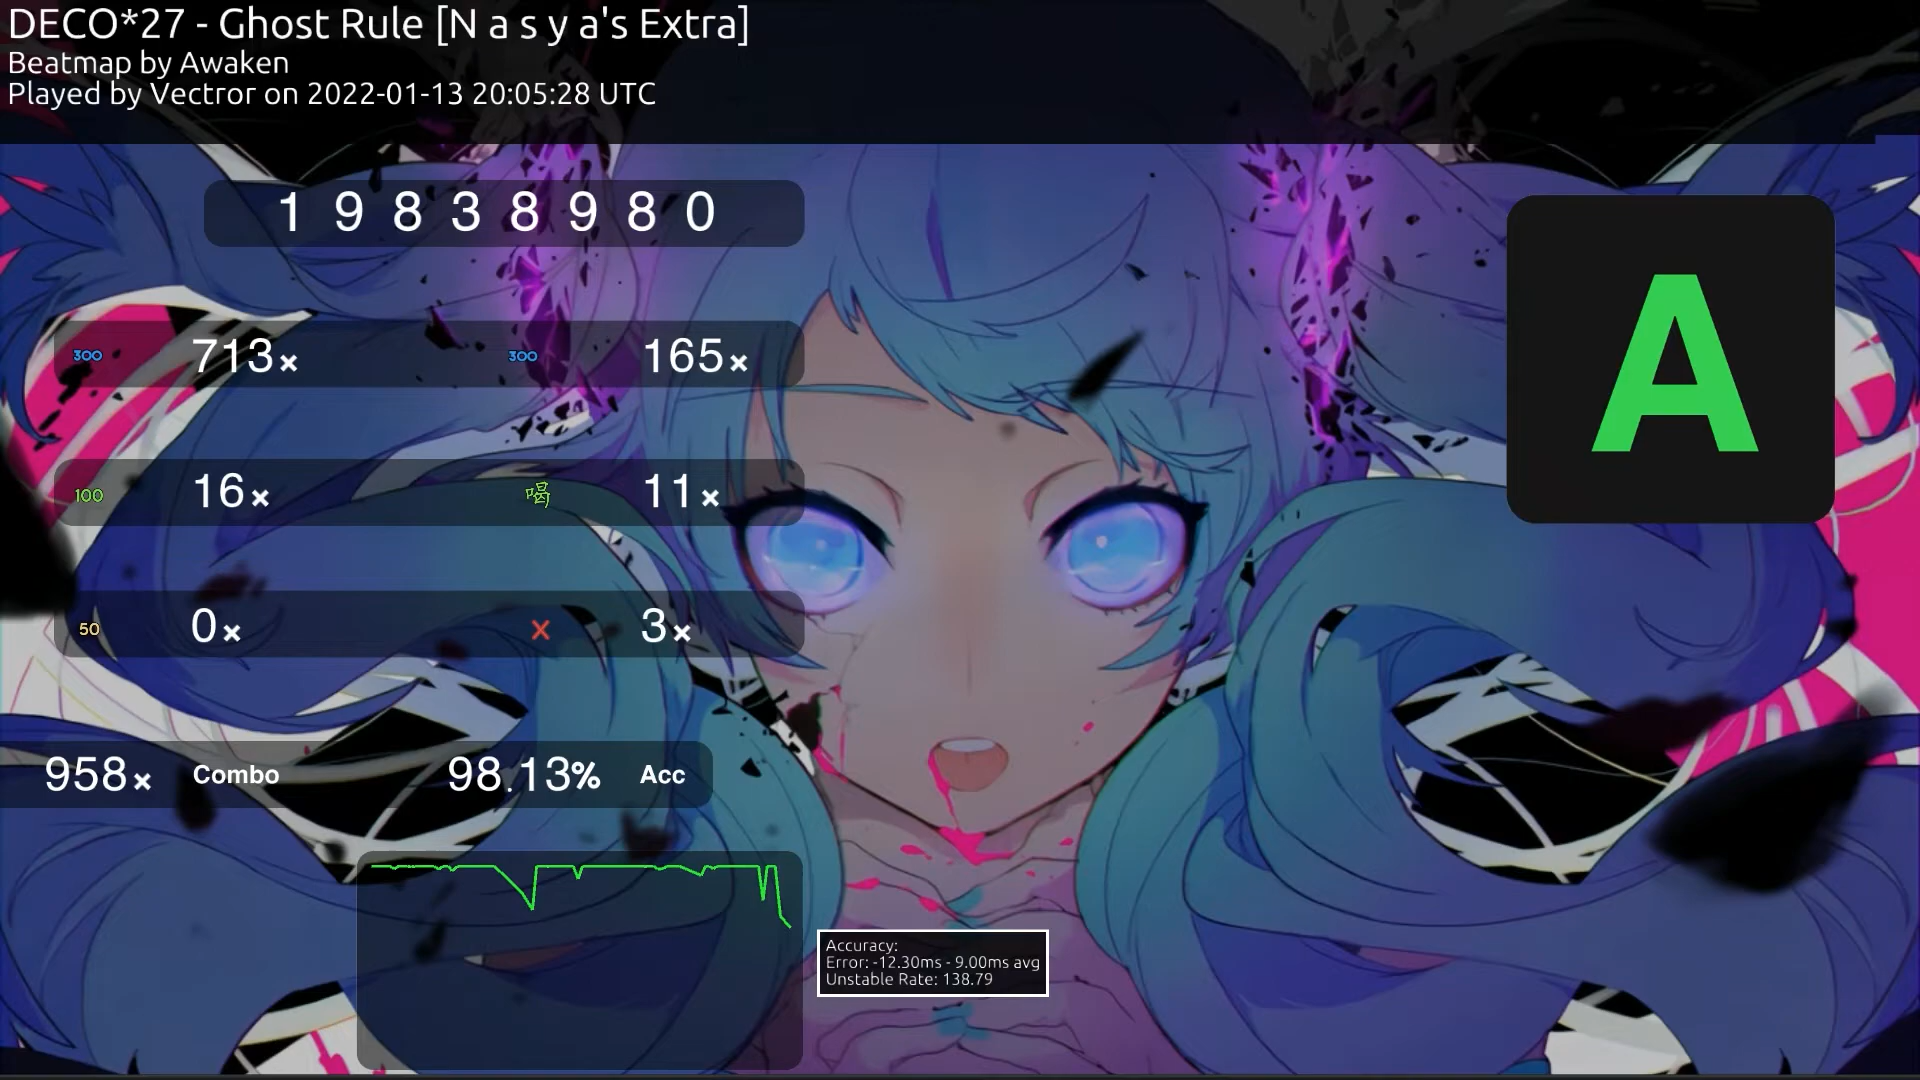 DECO*27 - Ghost Rule [N a s y a's Extra]
Beatmap by Awaken
Played by Vectror on 2022-01-13 20:05:28 UTC
19838980
A
300 713x 300 165x
100 16x 喝 11x
50 0x X 3x
958x Combo 98.13% Acc
Accuracy:
Error: -12.30ms - 9.00ms avg
Unstable Rate: 138.79